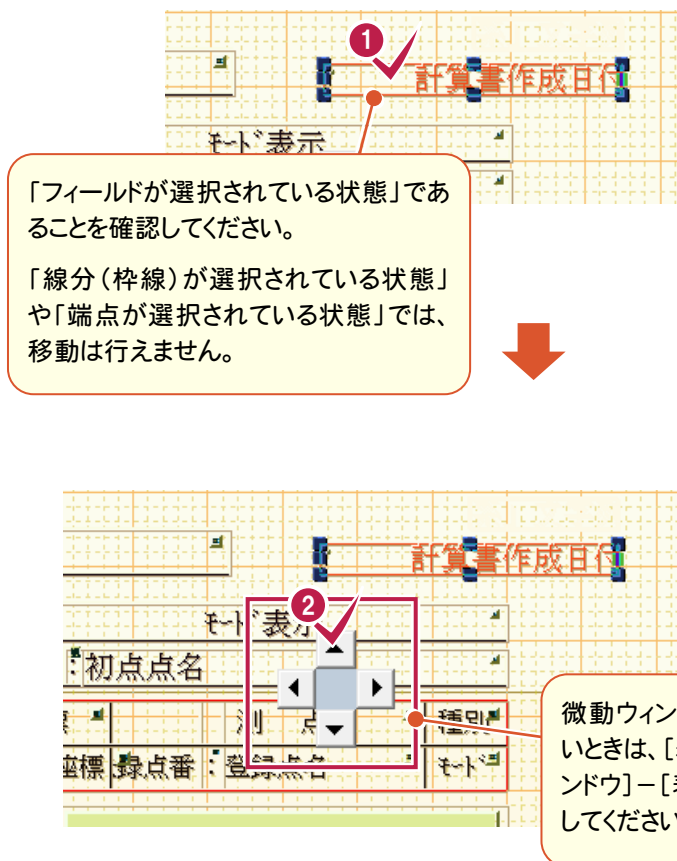 1
計算書作成日付
ﾓｰﾄﾞ表示
「フィールドが選択されている状態」であ
ることを確認してください。
「線分（枠線）が選択されている状態」
や「端点が選択されている状態」では、
移動は行えません。
計算書作成日付
2
ﾓｰﾄﾞ表示
初点点名
測 点 種別
座標 録点番 登録点名 ﾓｰﾄﾞ
微動ウィン
いときは、［
ンドウ］－［
してください